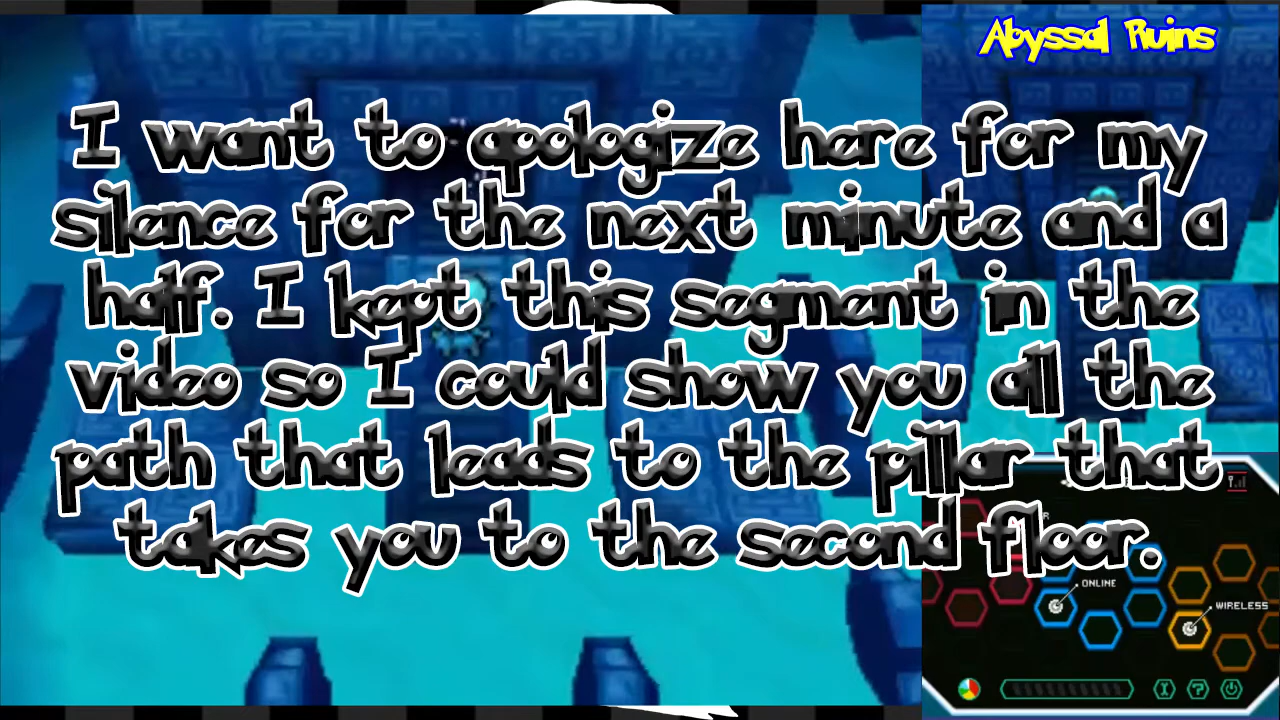 Abyssal Ruins
I want to apologize here for my
silence for the next minute and a
half. I kept this segment in the
video so I could show you all the
path that leads to the pillar that
takes you to the second floor.
ONLINE
WIRELESS